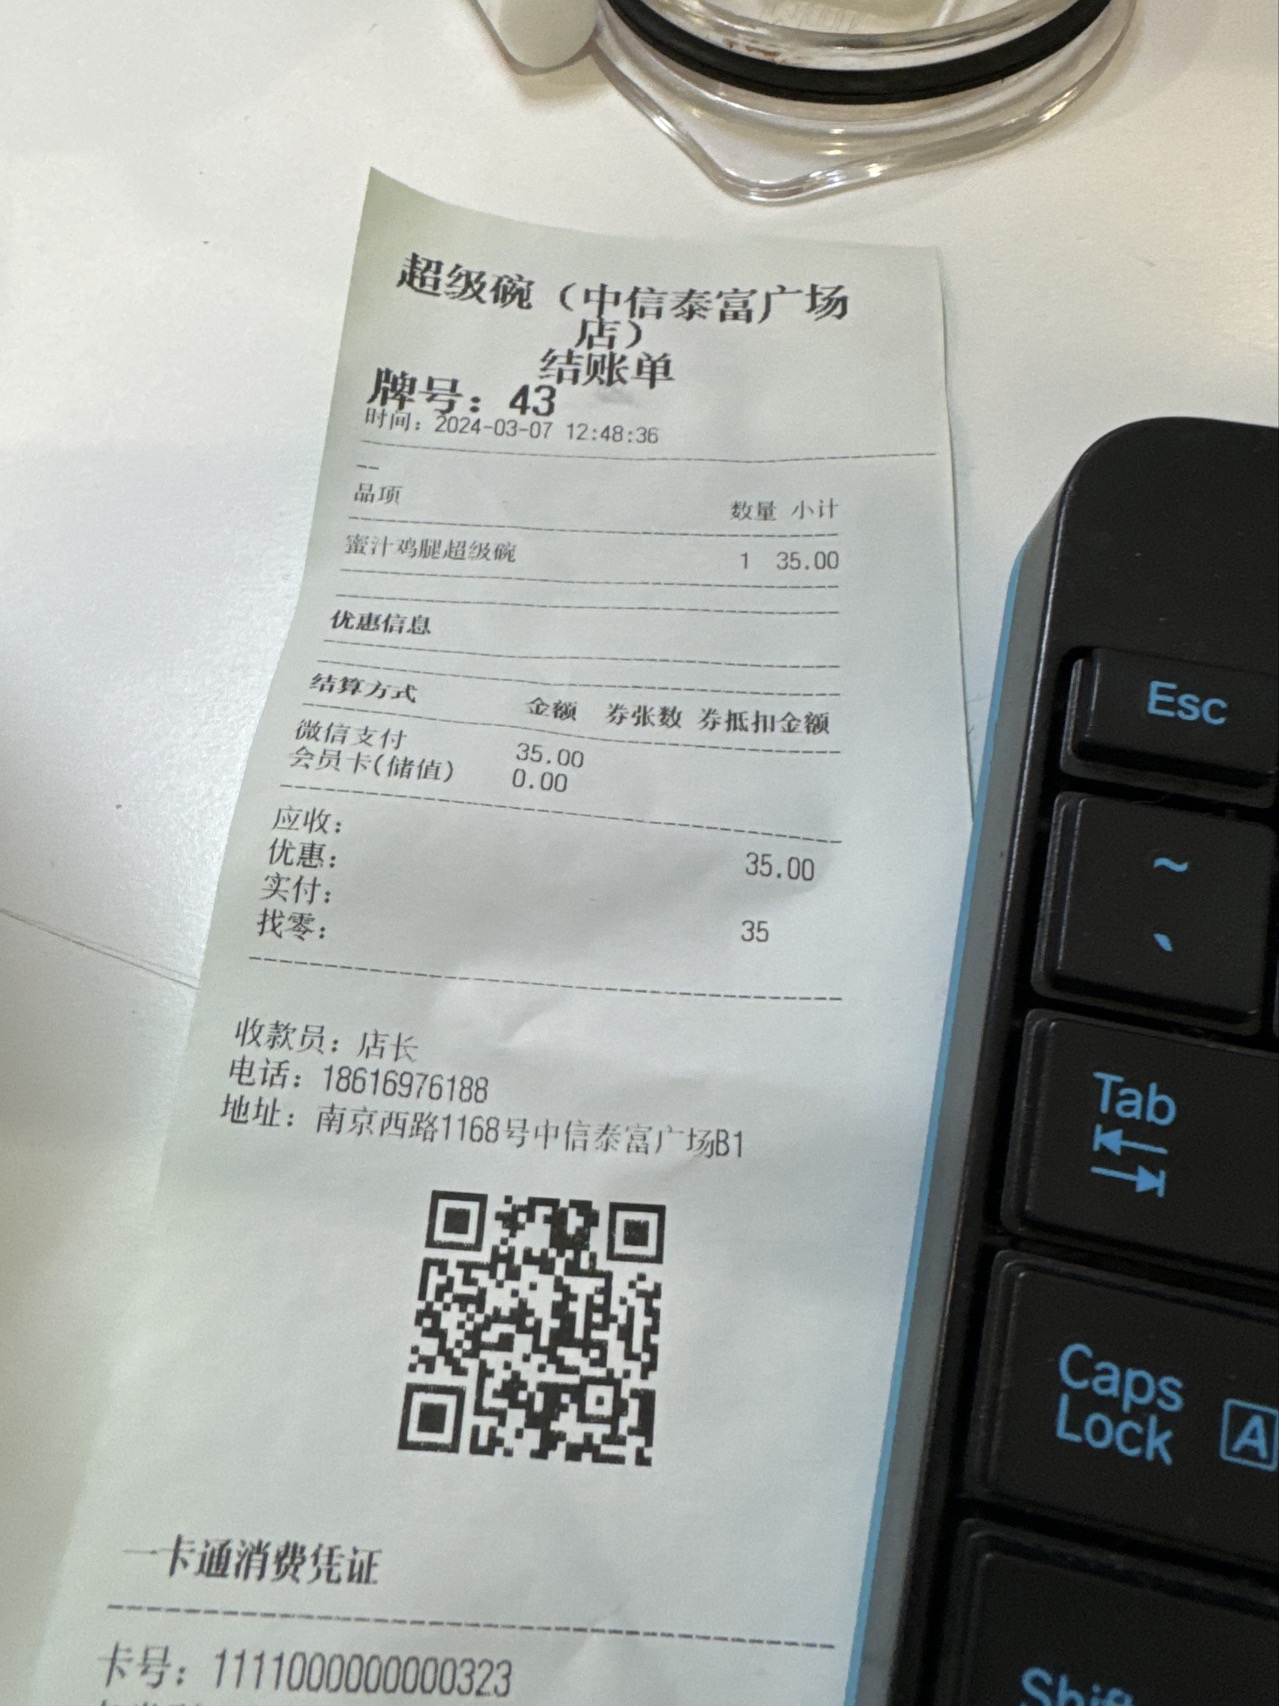 超级碗（中信泰富广场
店）
结账单
牌号：43
时间：2024-03-07 12:48:36
品项 数量 小计
蜜汁鸡腿超级碗 1 35.00
优惠信息
结算方式 金额 券张数 券抵扣金额
微信支付 35.00
会员卡(储值) 0.00
应收： 35.00
优惠：
实付： 35
找零：
收款员：店长
电话：18616976188
地址：南京西路1168号中信泰富广场B1
一卡通消费凭证
卡号：1111000000000323
Esc
~
`
Tab
Caps
Lock
A
Shift